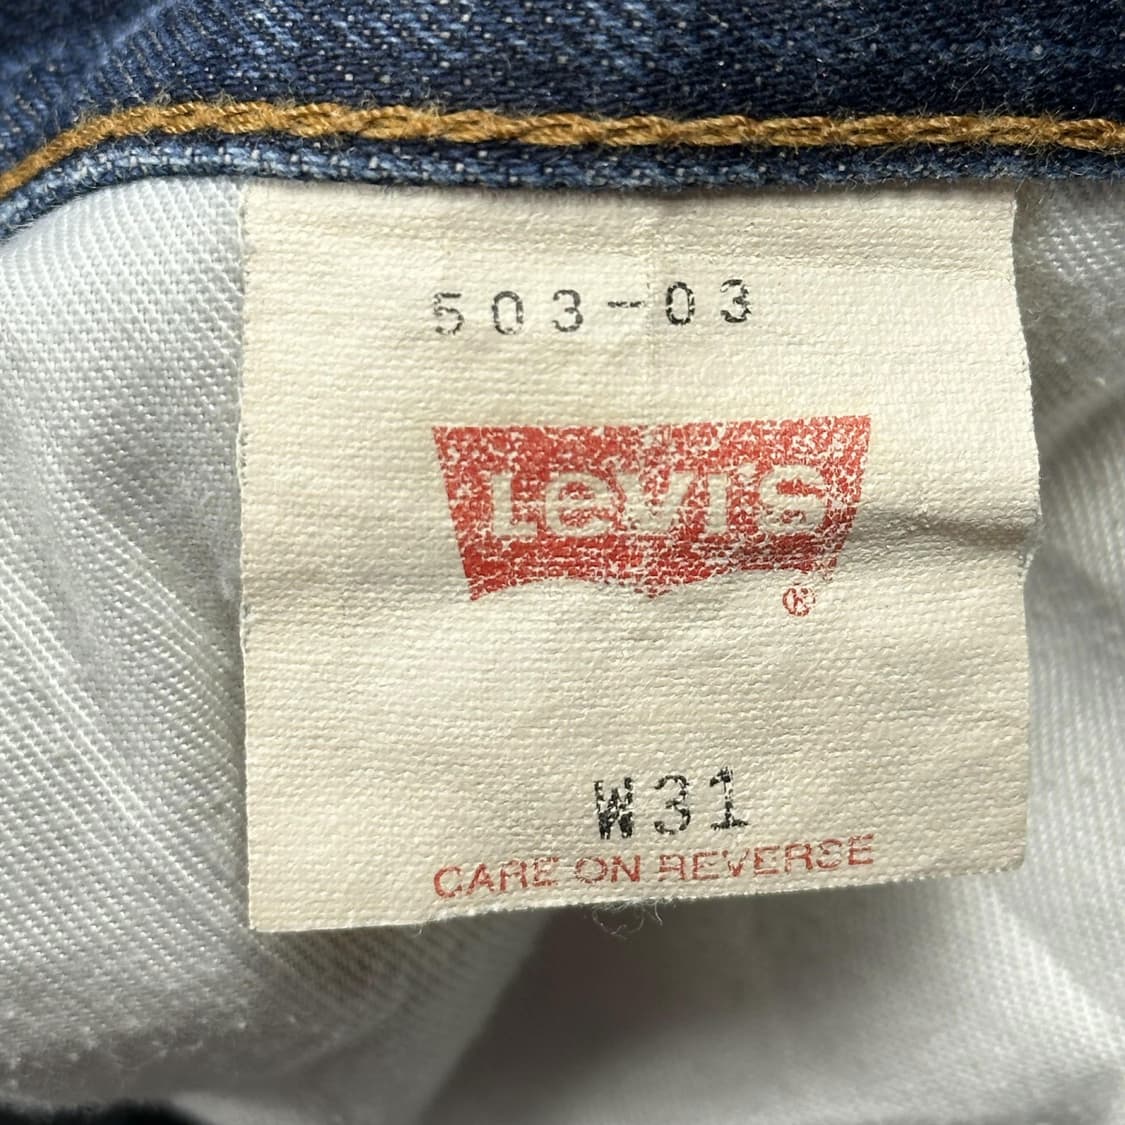 503-03
Levi's
®
W31
CARE ON REVERSE